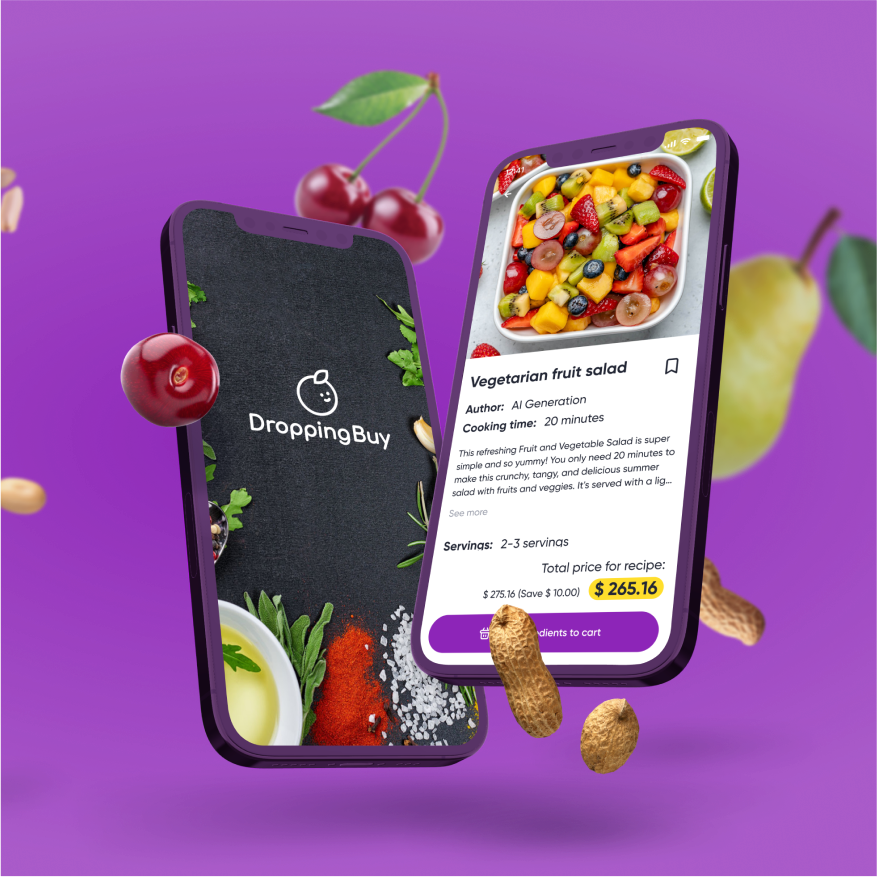 DroppingBuy
Vegetarian fruit salad
Author: AI Generation
Cooking time: 20 minutes
This refreshing Fruit and Vegetable Salad is super
simple and so yummy! You only need 20 minutes to
make this crunchy, tangy, and delicious summer
salad with fruits and veggies. It's served with a lig...
See more
Servings: 2-3 servings
Total price for recipe:
$ 275.16 (Save $ 10.00) $ 265.16
to cart